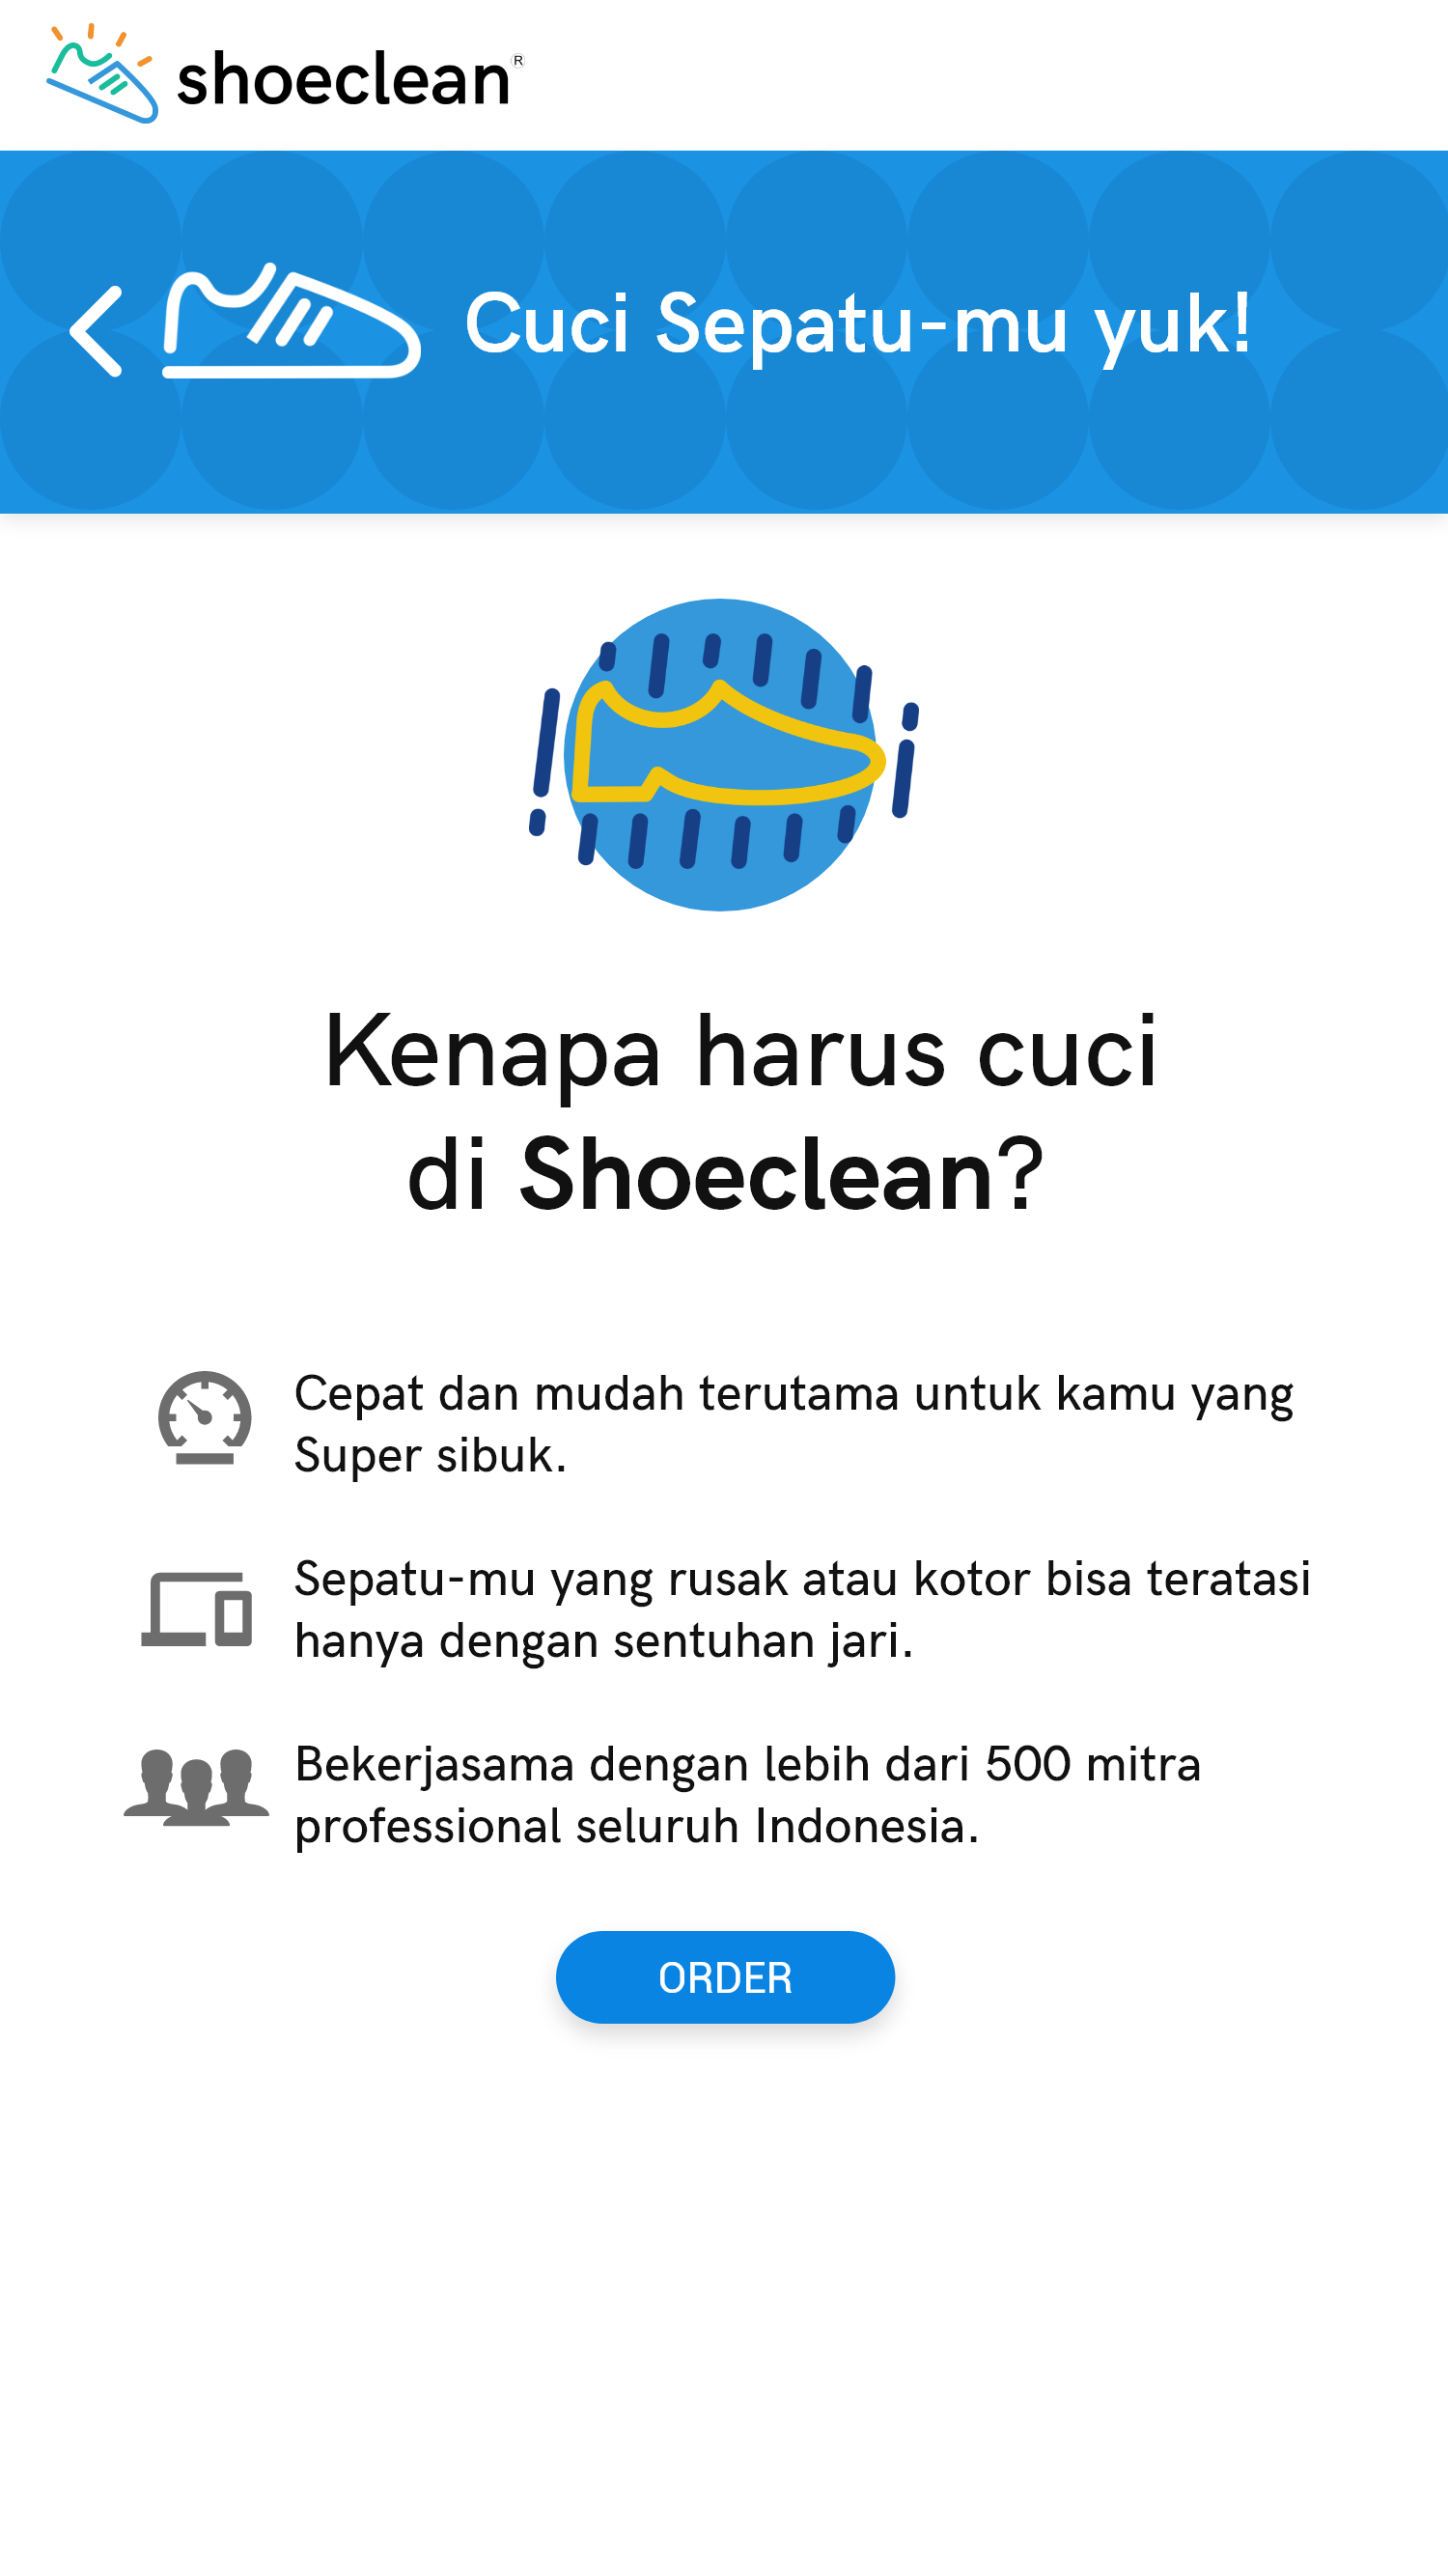 shoeclean®
Cuci Sepatu-mu yuk!
Kenapa harus cuci
di Shoeclean?
Cepat dan mudah terutama untuk kamu yang
Super sibuk.
Sepatu-mu yang rusak atau kotor bisa teratasi
hanya dengan sentuhan jari.
Bekerjasama dengan lebih dari 500 mitra
professional seluruh Indonesia.
ORDER